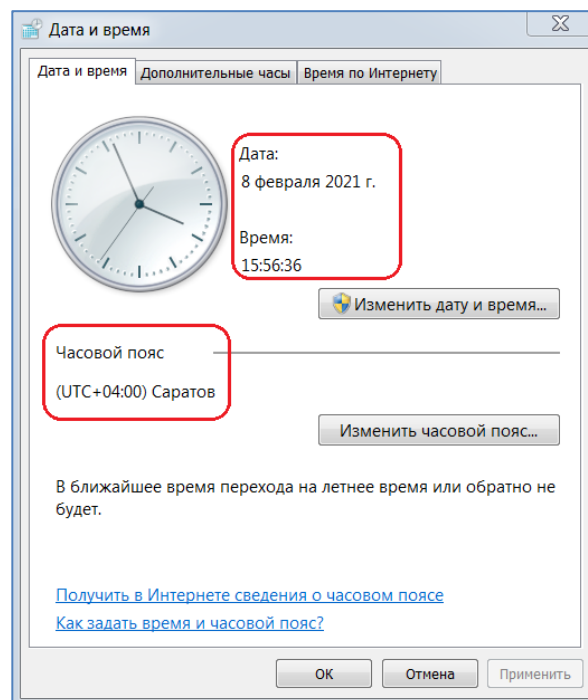 Дата и время
Дата и время Дополнительные часы Время по Интернету
Дата:
8 февраля 2021 г.
Время:
15:56:36
Изменить дату и время...
Часовой пояс
(UTC+04:00) Саратов
Изменить часовой пояс...
В ближайшее время перехода на летнее время или обратно не
будет.
Получить в Интернете сведения о часовом поясе
Как задать время и часовой пояс?
ОК Отмена Применить